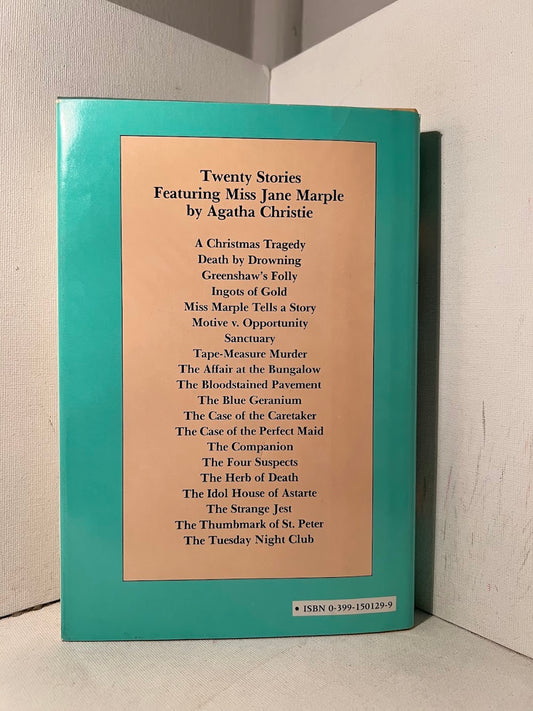 Twenty Stories
Featuring Miss Jane Marple
by Agatha Christie
A Christmas Tragedy
Death by Drowning
Greenshaw's Folly
Ingots of Gold
Miss Marple Tells a Story
Motive v. Opportunity
Sanctuary
Tape-Measure Murder
The Affair at the Bungalow
The Bloodstained Pavement
The Blue Geranium
The Case of the Caretaker
The Case of the Perfect Maid
The Companion
The Four Suspects
The Herb of Death
The Idol House of Astarte
The Strange Jest
The Thumbmark of St. Peter
The Tuesday Night Club
• ISBN 0-399-150129-9